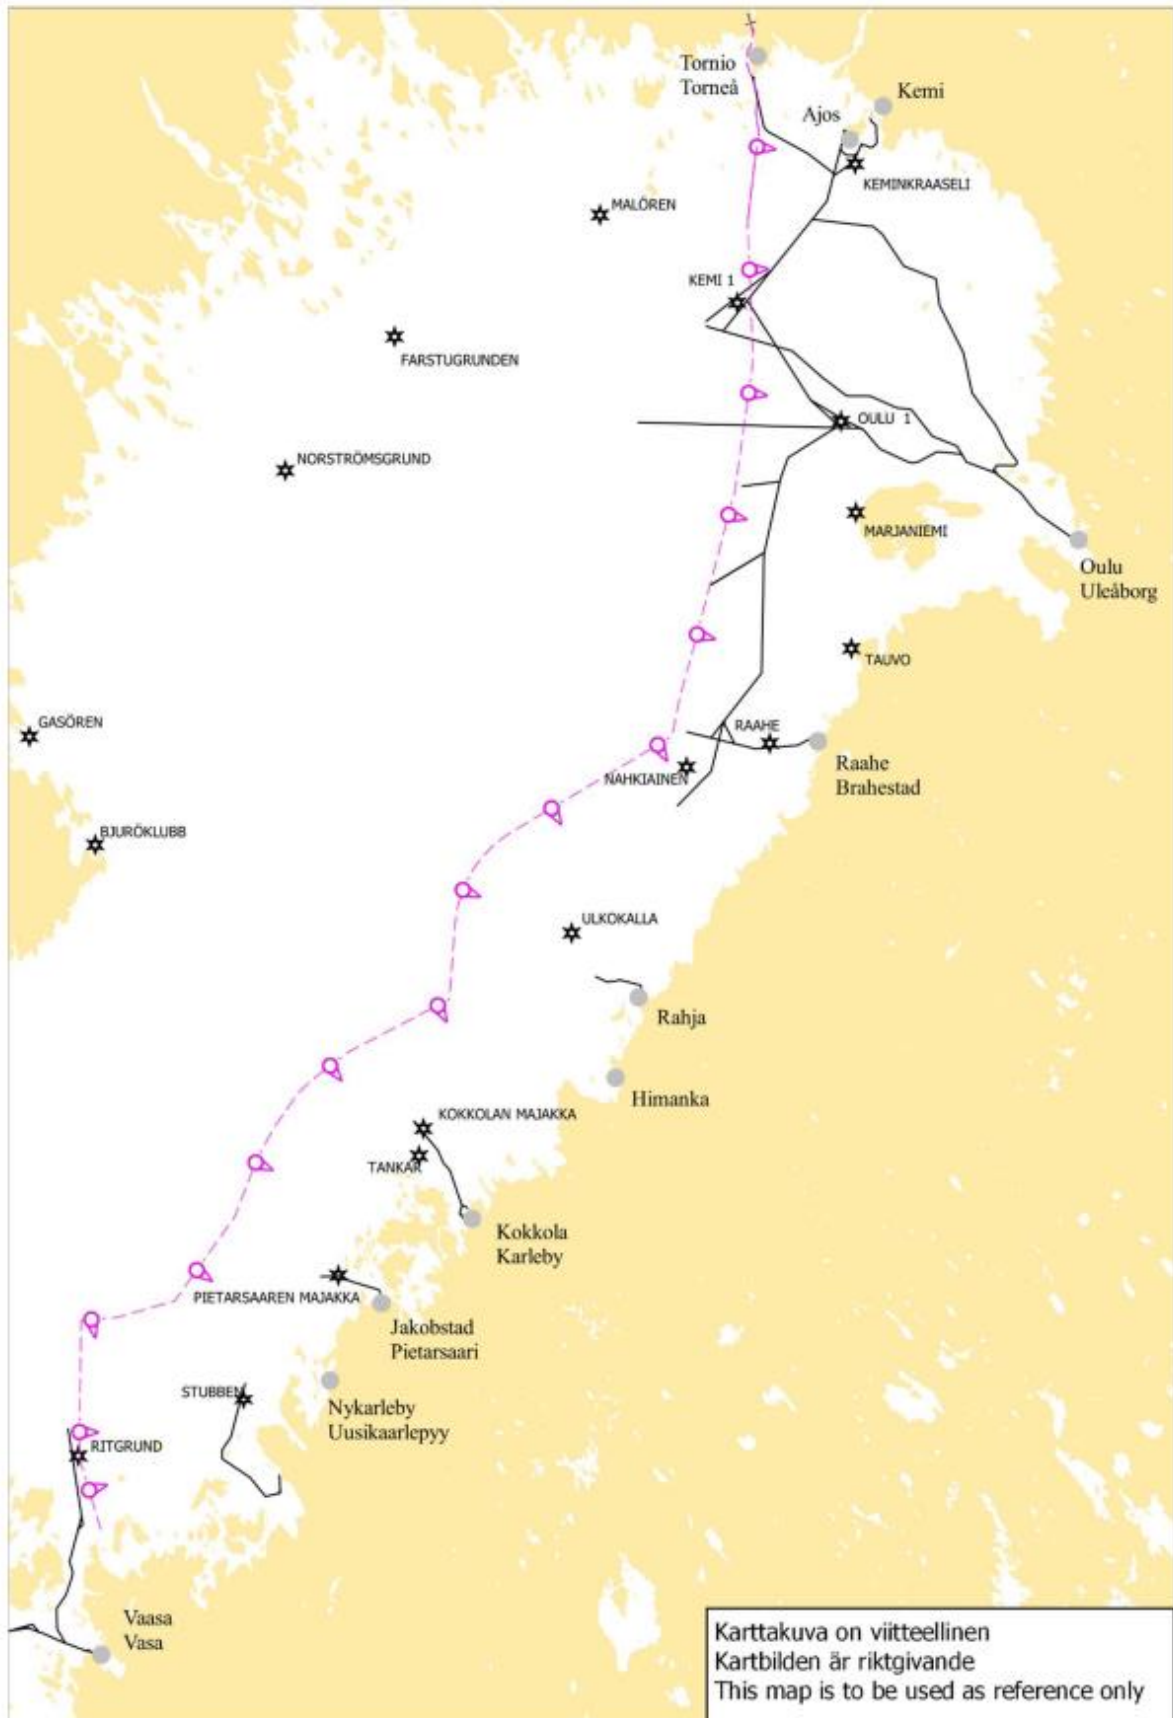 Tornio
Torneå
Kemi
Ajos
KEMINKRAASELI
MALÖREN
KEMI 1
FARSTUGRUNDEN
OULU 1
NORSTRÖMSGRUND
MARJANIEMI
Oulu
Uleåborg
TAUVO
GASÖREN
RAAHE
Raahe
Brahestad
NAHKIAINEN
BJURÖKLUBB
ULKOKALLA
Rahja
Himanka
KOKKOLAN MAJAKKA
TANKAR
Kokkola
Karleby
PIETARSAAREN MAJAKKA
Jakobstad
Pietarsaari
STUBBEN
Nykarleby
Uusikaarlepyy
RITGRUND
Vaasa
Vasa
Karttakuva on viitteellinen
Kartbilden är riktgivande
This map is to be used as reference only